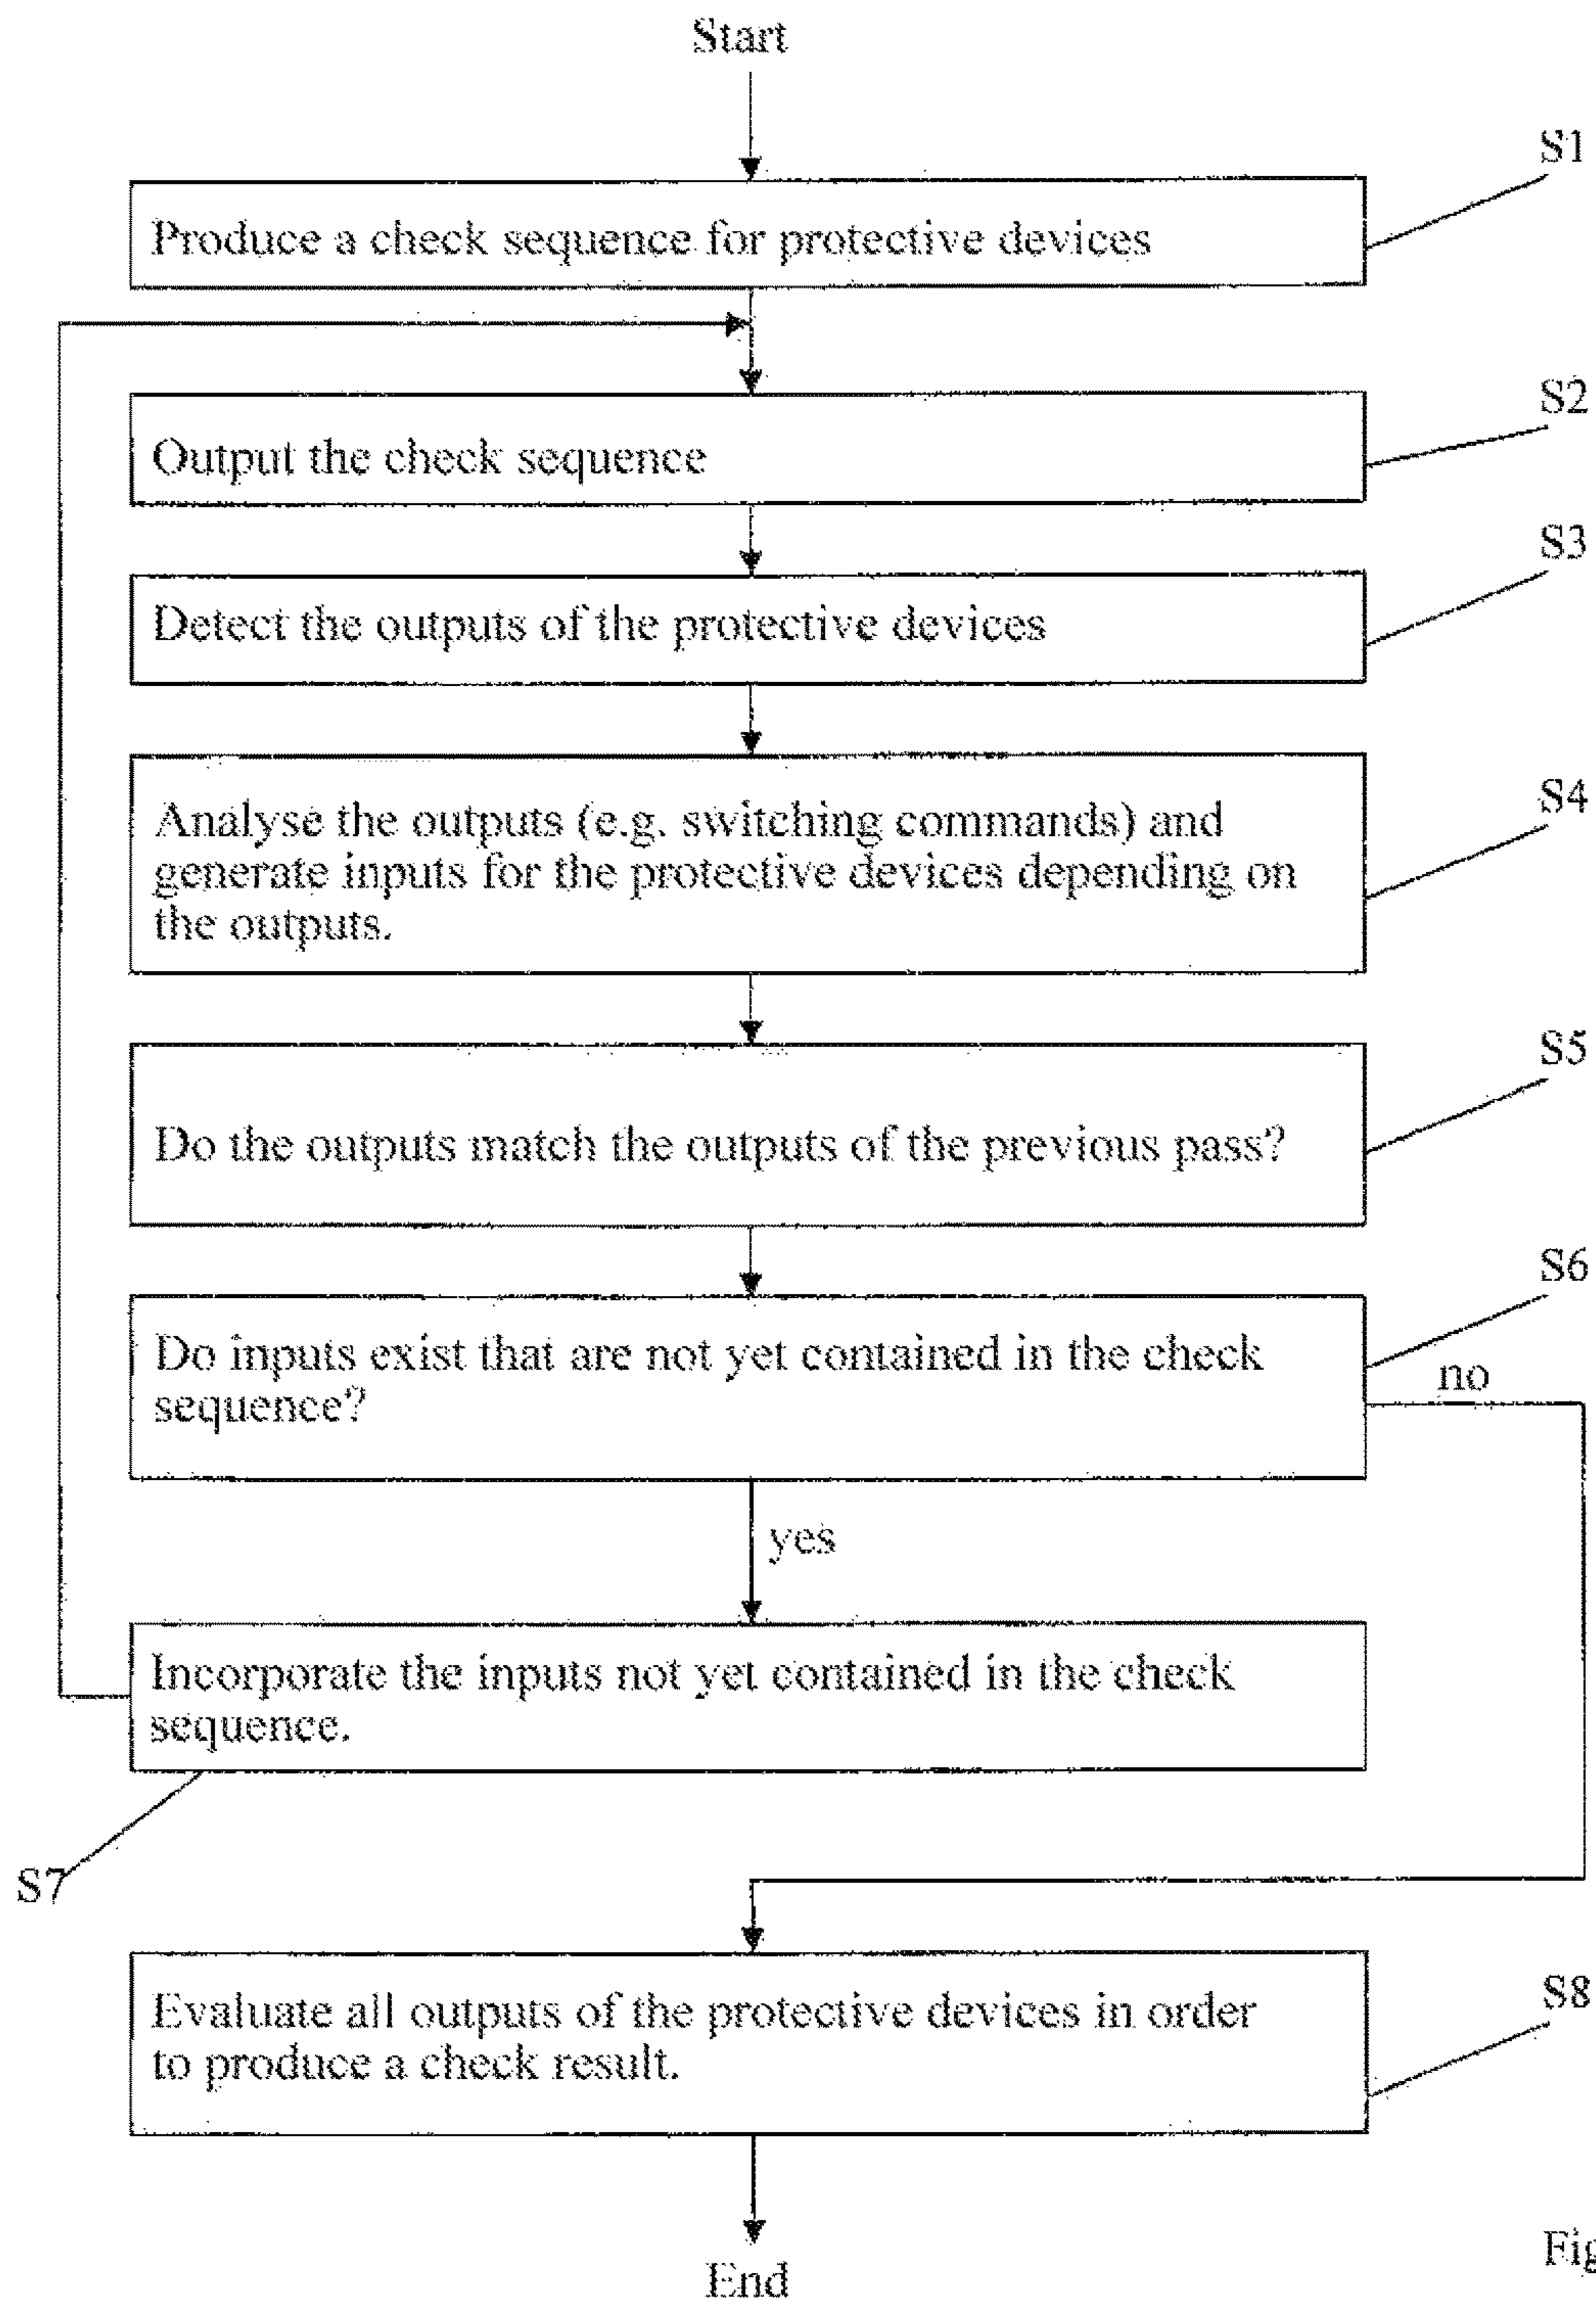 Start
S1
Produce a check sequence for protective devices
S2
Output the check sequence
S3
Detect the outputs of the protective devices
S4
Analyse the outputs (e.g. switching commands) and
generate inputs for the protective devices depending on
the outputs.
S5
Do the outputs match the outputs of the previous pass?
S6
Do inputs exist that are not yet contained in the check
sequence?
no
yes
Incorporate the inputs not yet contained in the check
sequence.
S7
S8
Evaluate all outputs of the protective devices in order
to produce a check result.
Fig
End